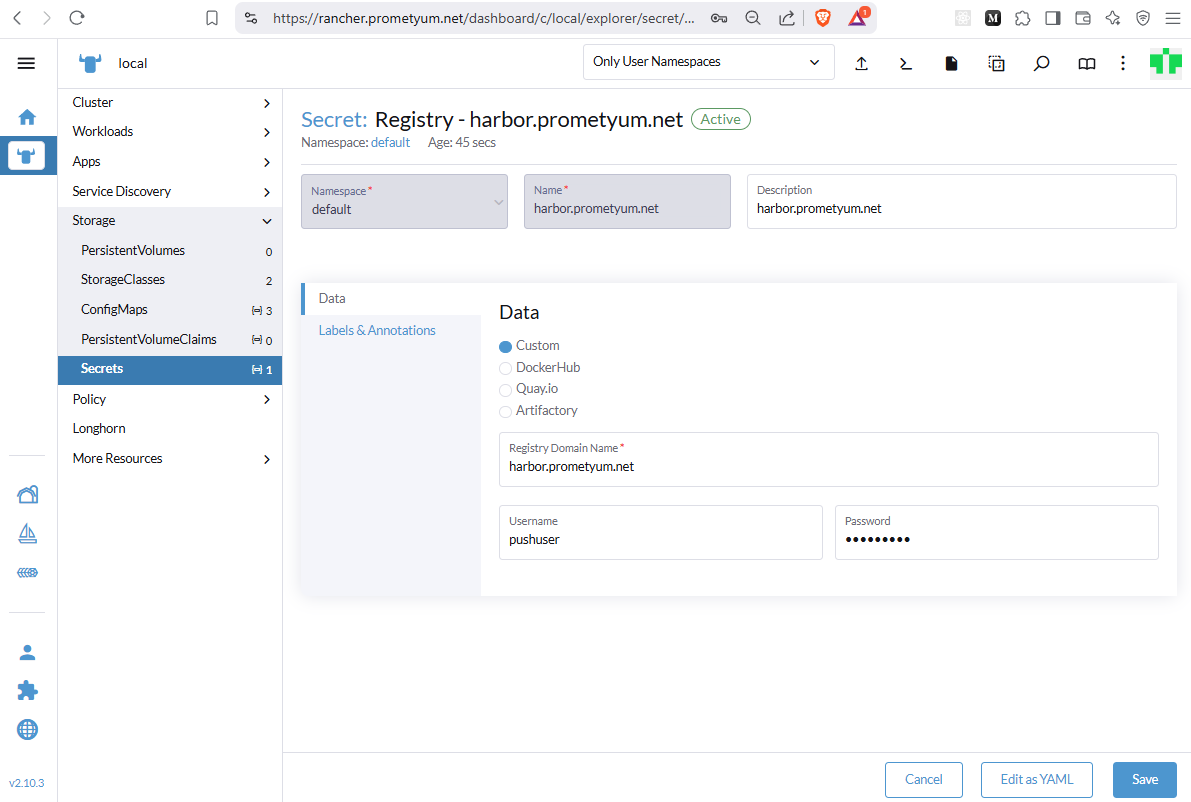 https://rancher.prometyum.net/dashboard/c/local/explorer/secret/...
1
M
local
Only User Namespaces
Cluster
Workloads
Apps
Service Discovery
Storage
PersistentVolumes 0
StorageClasses 2
ConfigMaps 3
PersistentVolumeClaims 0
Secrets 1
Policy
Longhorn
More Resources
v2.10.3
Secret: Registry - harbor.prometyum.net Active
Namespace: default Age: 45 secs
Namespace *
default
Name *
harbor.prometyum.net
Description
harbor.prometyum.net
Data
Labels & Annotations
Data
Custom
DockerHub
Quay.io
Artifactory
Registry Domain Name *
harbor.prometyum.net
Username
pushuser
Password
•••••••••
Cancel
Edit as YAML
Save